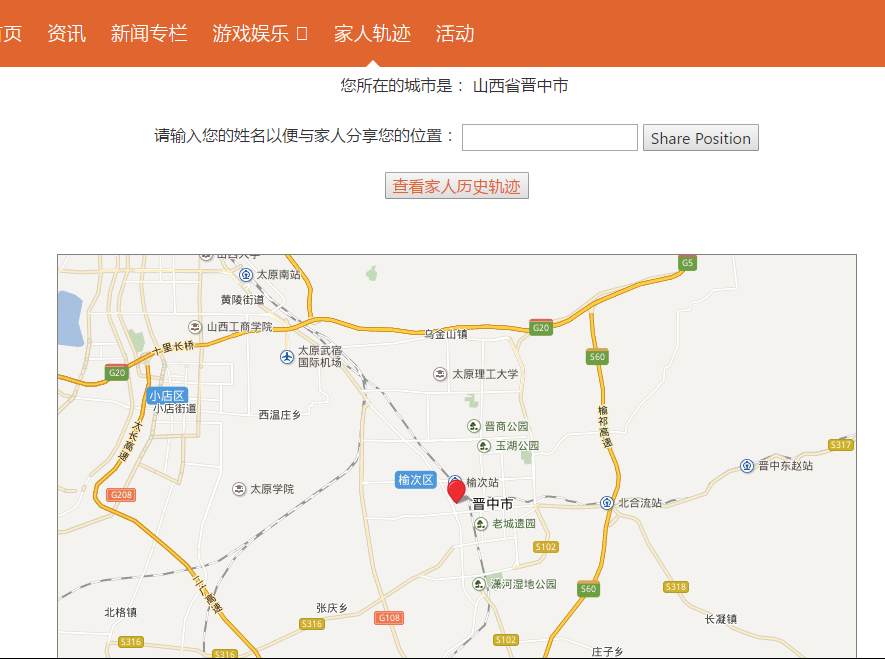 页 资讯 新闻专栏 游戏娱乐 家人轨迹 活动
您所在的城市是： 山西省晋中市
请输入您的姓名以便与家人分享您的位置： Share Position
查看家人历史轨迹
G5
太原南站
黄陵街道
山西工商学院
G20
乌金山镇
十里长桥
太原武宿
国际机场
S60
G20
太原理工大学
小店区
小店街道
西温庄乡
榆祁高速
晋商公园
太长高速
玉湖公园
S317
晋中东赵站
榆次区
榆次站
太原学院
G208
晋中市
北合流站
老城遗园
S102
潇河湿地公园
S60
S318
二广高速
北格镇
张庆乡
G108
S316
长凝镇
S316
S102
庄子乡
S316